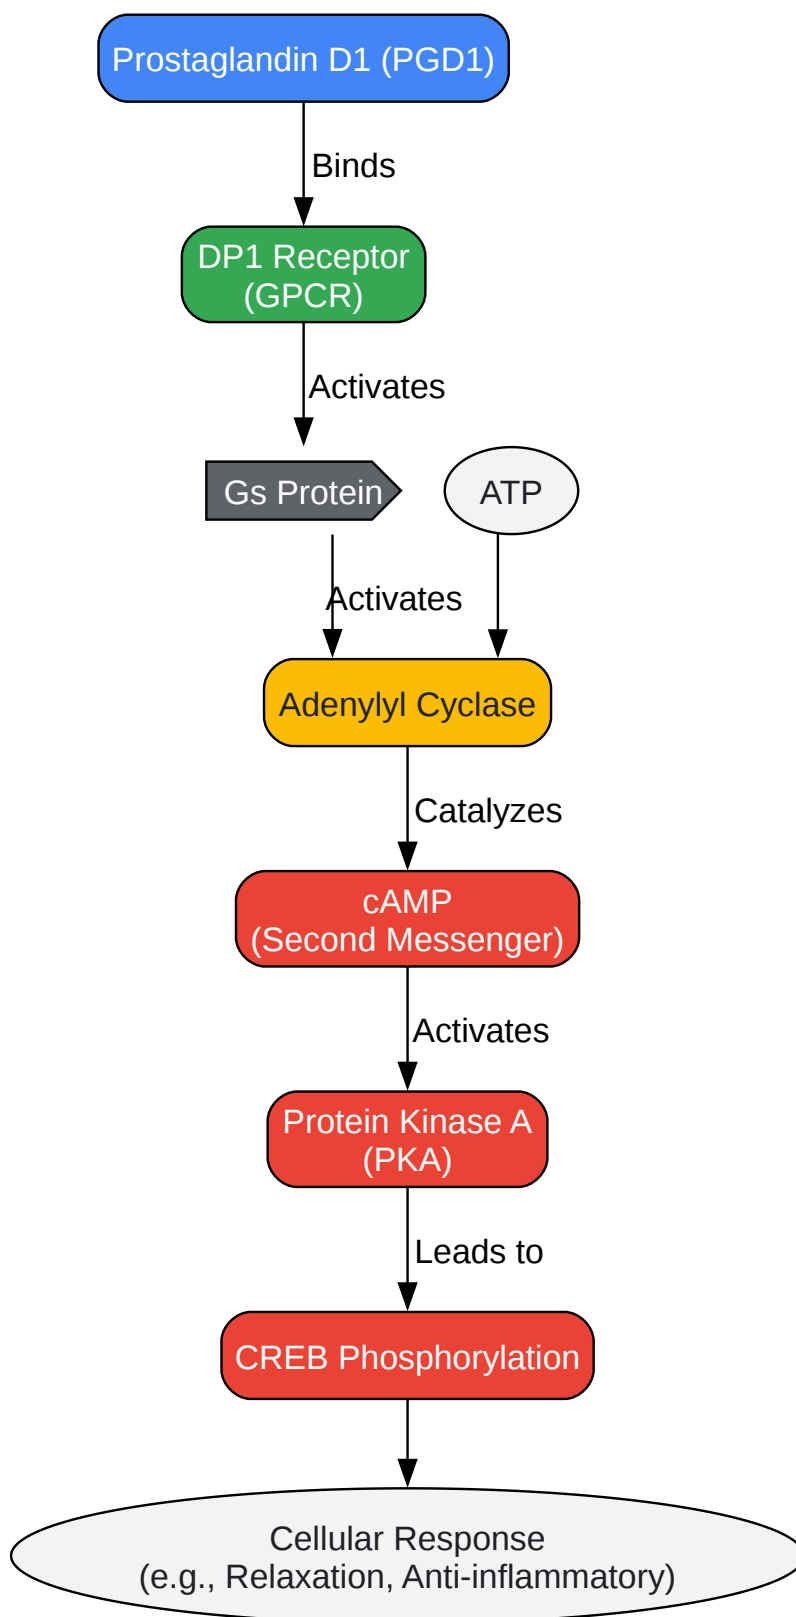 Prostaglandin D1 (PGD1)
Binds
DP1 Receptor
(GPCR)
Activates
Gs Protein
ATP
Activates
Adenylyl Cyclase
Catalyzes
cAMP
(Second Messenger)
Activates
Protein Kinase A
(PKA)
Leads to
CREB Phosphorylation
Cellular Response
(e.g., Relaxation, Anti-inflammatory)